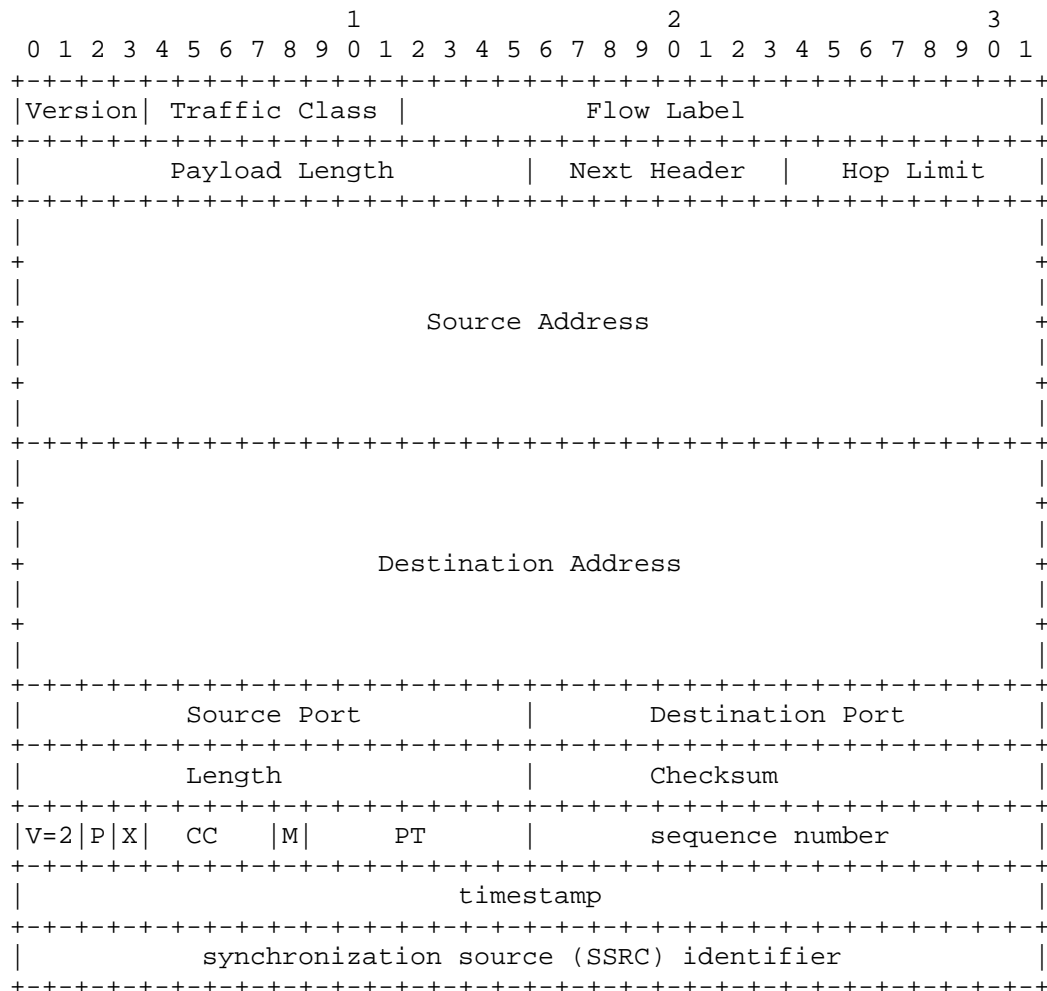 1                   2                   3
 0 1 2 3 4 5 6 7 8 9 0 1 2 3 4 5 6 7 8 9 0 1 2 3 4 5 6 7 8 9 0 1
+-+-+-+-+-+-+-+-+-+-+-+-+-+-+-+-+-+-+-+-+-+-+-+-+-+-+-+-+-+-+-+-+
|Version| Traffic Class |           Flow Label                  |
+-+-+-+-+-+-+-+-+-+-+-+-+-+-+-+-+-+-+-+-+-+-+-+-+-+-+-+-+-+-+-+-+
|         Payload Length        |  Next Header  |   Hop Limit   |
+-+-+-+-+-+-+-+-+-+-+-+-+-+-+-+-+-+-+-+-+-+-+-+-+-+-+-+-+-+-+-+-+
|                                                               |
+                                                               +
|                                                               |
+                         Source Address                        +
|                                                               |
+                                                               +
|                                                               |
+-+-+-+-+-+-+-+-+-+-+-+-+-+-+-+-+-+-+-+-+-+-+-+-+-+-+-+-+-+-+-+-+
|                                                               |
+                                                               +
|                                                               |
+                      Destination Address                      +
|                                                               |
+                                                               +
|                                                               |
+-+-+-+-+-+-+-+-+-+-+-+-+-+-+-+-+-+-+-+-+-+-+-+-+-+-+-+-+-+-+-+-+
|          Source Port          |       Destination Port        |
+-+-+-+-+-+-+-+-+-+-+-+-+-+-+-+-+-+-+-+-+-+-+-+-+-+-+-+-+-+-+-+-+
|          Length               |       Checksum                |
+-+-+-+-+-+-+-+-+-+-+-+-+-+-+-+-+-+-+-+-+-+-+-+-+-+-+-+-+-+-+-+-+
|V=2|P|X|  CC   |M|     PT      |       sequence number         |
+-+-+-+-+-+-+-+-+-+-+-+-+-+-+-+-+-+-+-+-+-+-+-+-+-+-+-+-+-+-+-+-+
|                           timestamp                           |
+-+-+-+-+-+-+-+-+-+-+-+-+-+-+-+-+-+-+-+-+-+-+-+-+-+-+-+-+-+-+-+-+
|           synchronization source (SSRC) identifier            |
+-+-+-+-+-+-+-+-+-+-+-+-+-+-+-+-+-+-+-+-+-+-+-+-+-+-+-+-+-+-+-+-+